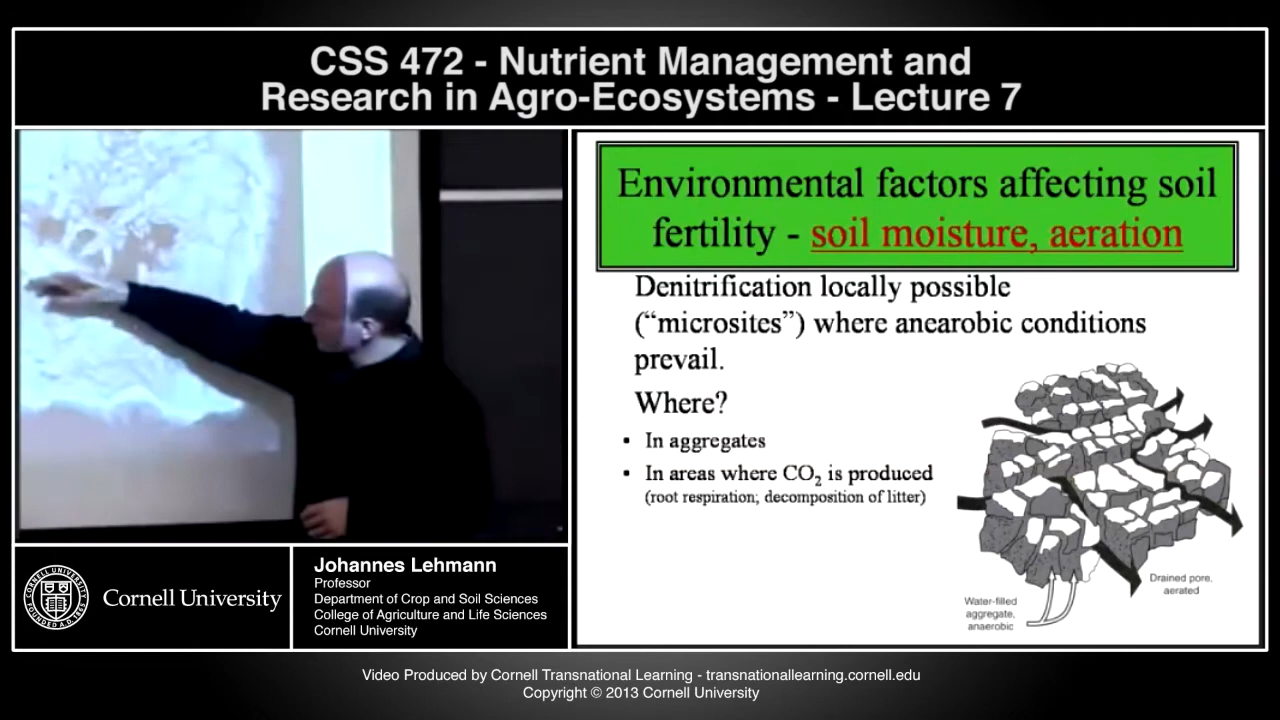 CSS 472 - Nutrient Management and
Research in Agro-Ecosystems - Lecture 7
Environmental factors affecting soil
fertility - soil moisture, aeration
Denitrification locally possible
(“microsites”) where anearobic conditions
prevail.
Where?
▪ In aggregates
▪ In areas where CO₂ is produced
(root respiration; decomposition of litter)
Drained pore,
aerated
Water-filled
aggregate,
anaerobic
Cornell University
Johannes Lehmann
Professor
Department of Crop and Soil Sciences
College of Agriculture and Life Sciences
Cornell University
Video Produced by Cornell Transnational Learning - transnationallearning.cornell.edu
Copyright © 2013 Cornell University